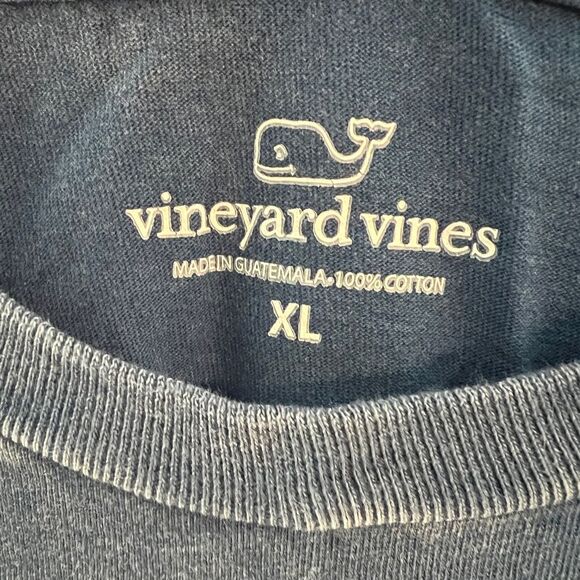 vineyard vines
MADE IN GUATEMALA • 100% COTTON
XL